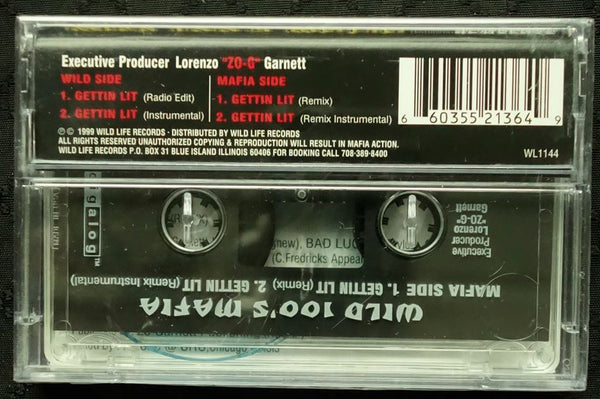 Executive Producer Lorenzo "ZO-G" Garnett
WILD SIDE
1. GETTIN LIT (Radio Edit)
2. GETTIN LIT (Instrumental)
MAFIA SIDE
1. GETTIN LIT (Remix)
2. GETTIN LIT (Remix Instrumental)
℗ © 1999 WILD LIFE RECORDS · DISTRIBUTED BY WILD LIFE RECORDS
ALL RIGHTS RESERVED UNAUTHORIZED COPYING & REPRODUCTION WILL RESULT IN MAFIA ACTION.
WILD LIFE RECORDS P.O. BOX 31 BLUE ISLAND ILLINOIS 60406 FOR BOOKING CALL 708-389-8400
6 60355 21364 9
WL1144
WILD 100'S MAFIA
MAFIA SIDE 1. GETTIN LIT (Remix) 2. GETTIN LIT (Remix Instrumental)
Executive
Producer
Lorenzo
"ZO-G"
Garnett
digalog™
new), BAD LUC
(C.Fredricks Appear